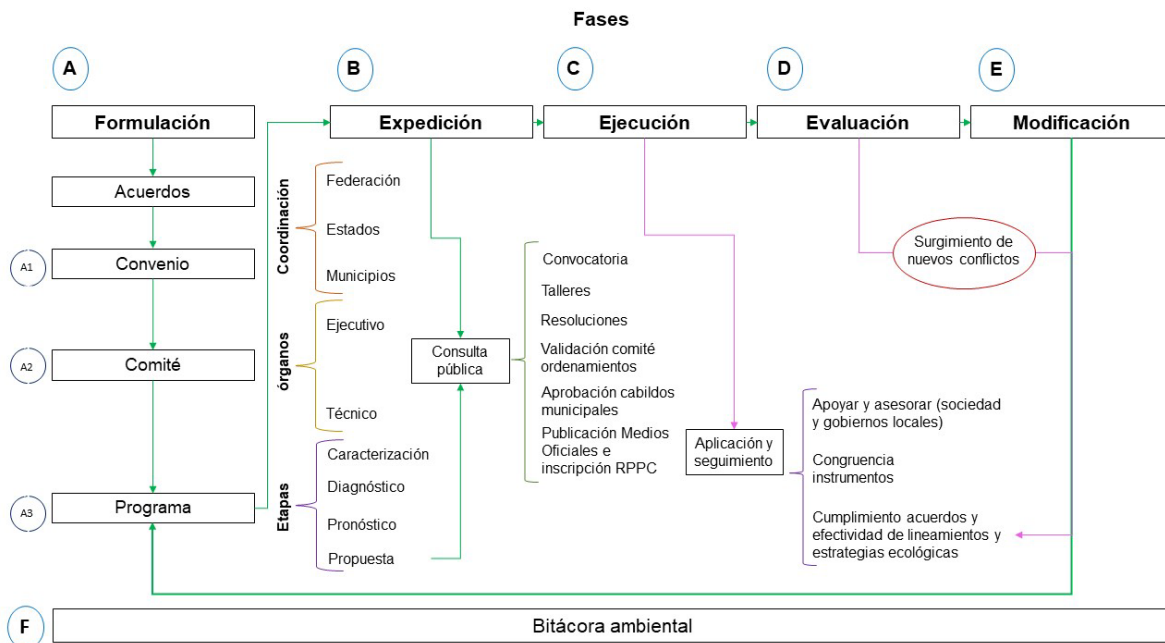 Fases
A
B
C
D
E
Formulación
Expedición
Ejecución
Evaluación
Modificación
Acuerdos
A1
Convenio
A2
Comité
A3
Programa
Coordinación
Federación
Estados
Municipios
órganos
Ejecutivo
Técnico
Etapas
Caracterización
Diagnóstico
Pronóstico
Propuesta
Consulta
pública
Convocatoria
Talleres
Resoluciones
Validación comité
ordenamientos
Aprobación cabildos
municipales
Publicación Medios
Oficiales e
inscripción RPPC
Aplicación y
seguimiento
Surgimiento de
nuevos conflictos
Apoyar y asesorar (sociedad
y gobiernos locales)
Congruencia
instrumentos
Cumplimiento acuerdos y
efectividad de lineamientos y
estrategias ecológicas
F
Bitácora ambiental